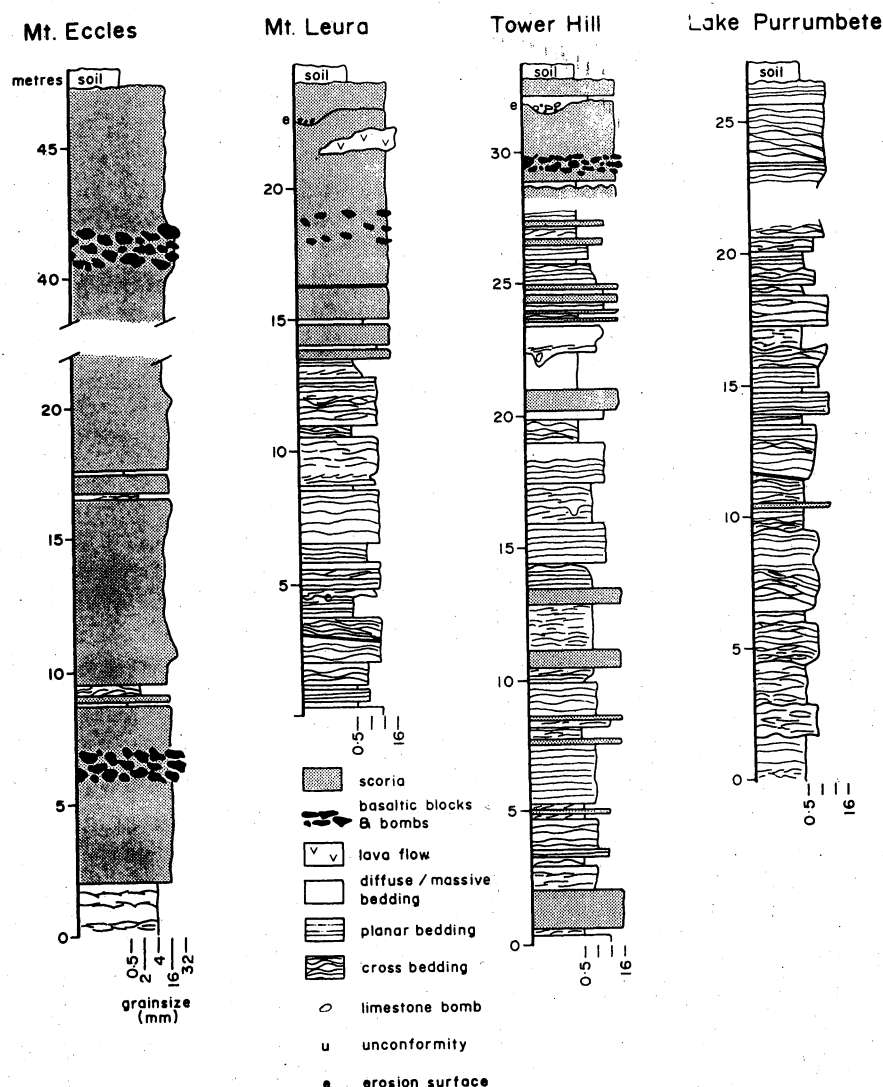 Mt. Eccles
Mt. Leura
Tower Hill
Lake Purrumbete
metres
soil
45
40
20
15
10
5
0
0·5
2
4
16
32
grainsize
(mm)
soil
e
20
15
10
5
0·5
16
soil
e
30
25
20
15
10
5
0
0·5
16
soil
25
20
15
10
5
0
0·5
16
scoria
basaltic blocks
& bombs
lava flow
diffuse / massive
bedding
planar bedding
cross bedding
limestone bomb
u unconformity
e erosion surface